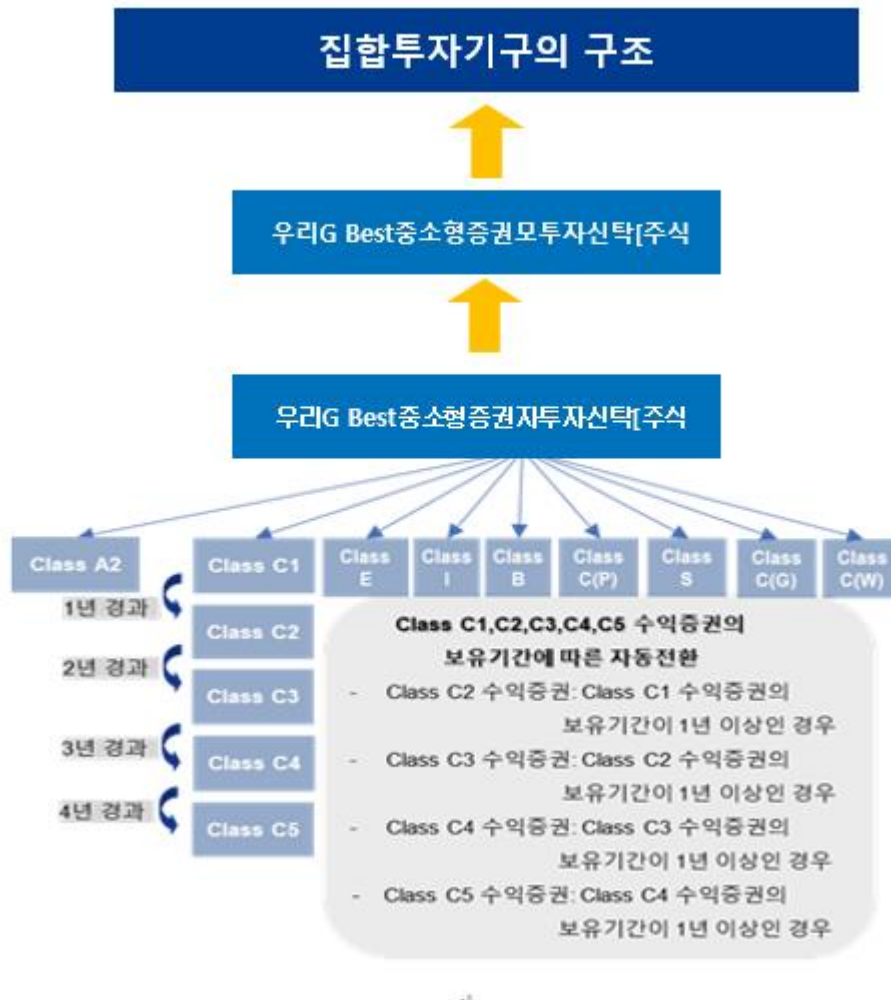 집합투자기구의 구조
우리G Best중소형증권모투자신탁[주식
우리G Best중소형증권자투자신탁[주식
Class A2
Class C1
Class E
Class I
Class B
Class C(P)
Class S
Class C(G)
Class C(W)
1년 경과
Class C2
2년 경과
Class C3
3년 경과
Class C4
4년 경과
Class C5
Class C1,C2,C3,C4,C5 수익증권의
보유기간에 따른 자동전환
- Class C2 수익증권: Class C1 수익증권의
보유기간이 1년 이상인 경우
- Class C3 수익증권: Class C2 수익증권의
보유기간이 1년 이상인 경우
- Class C4 수익증권: Class C3 수익증권의
보유기간이 1년 이상인 경우
- Class C5 수익증권: Class C4 수익증권의
보유기간이 1년 이상인 경우